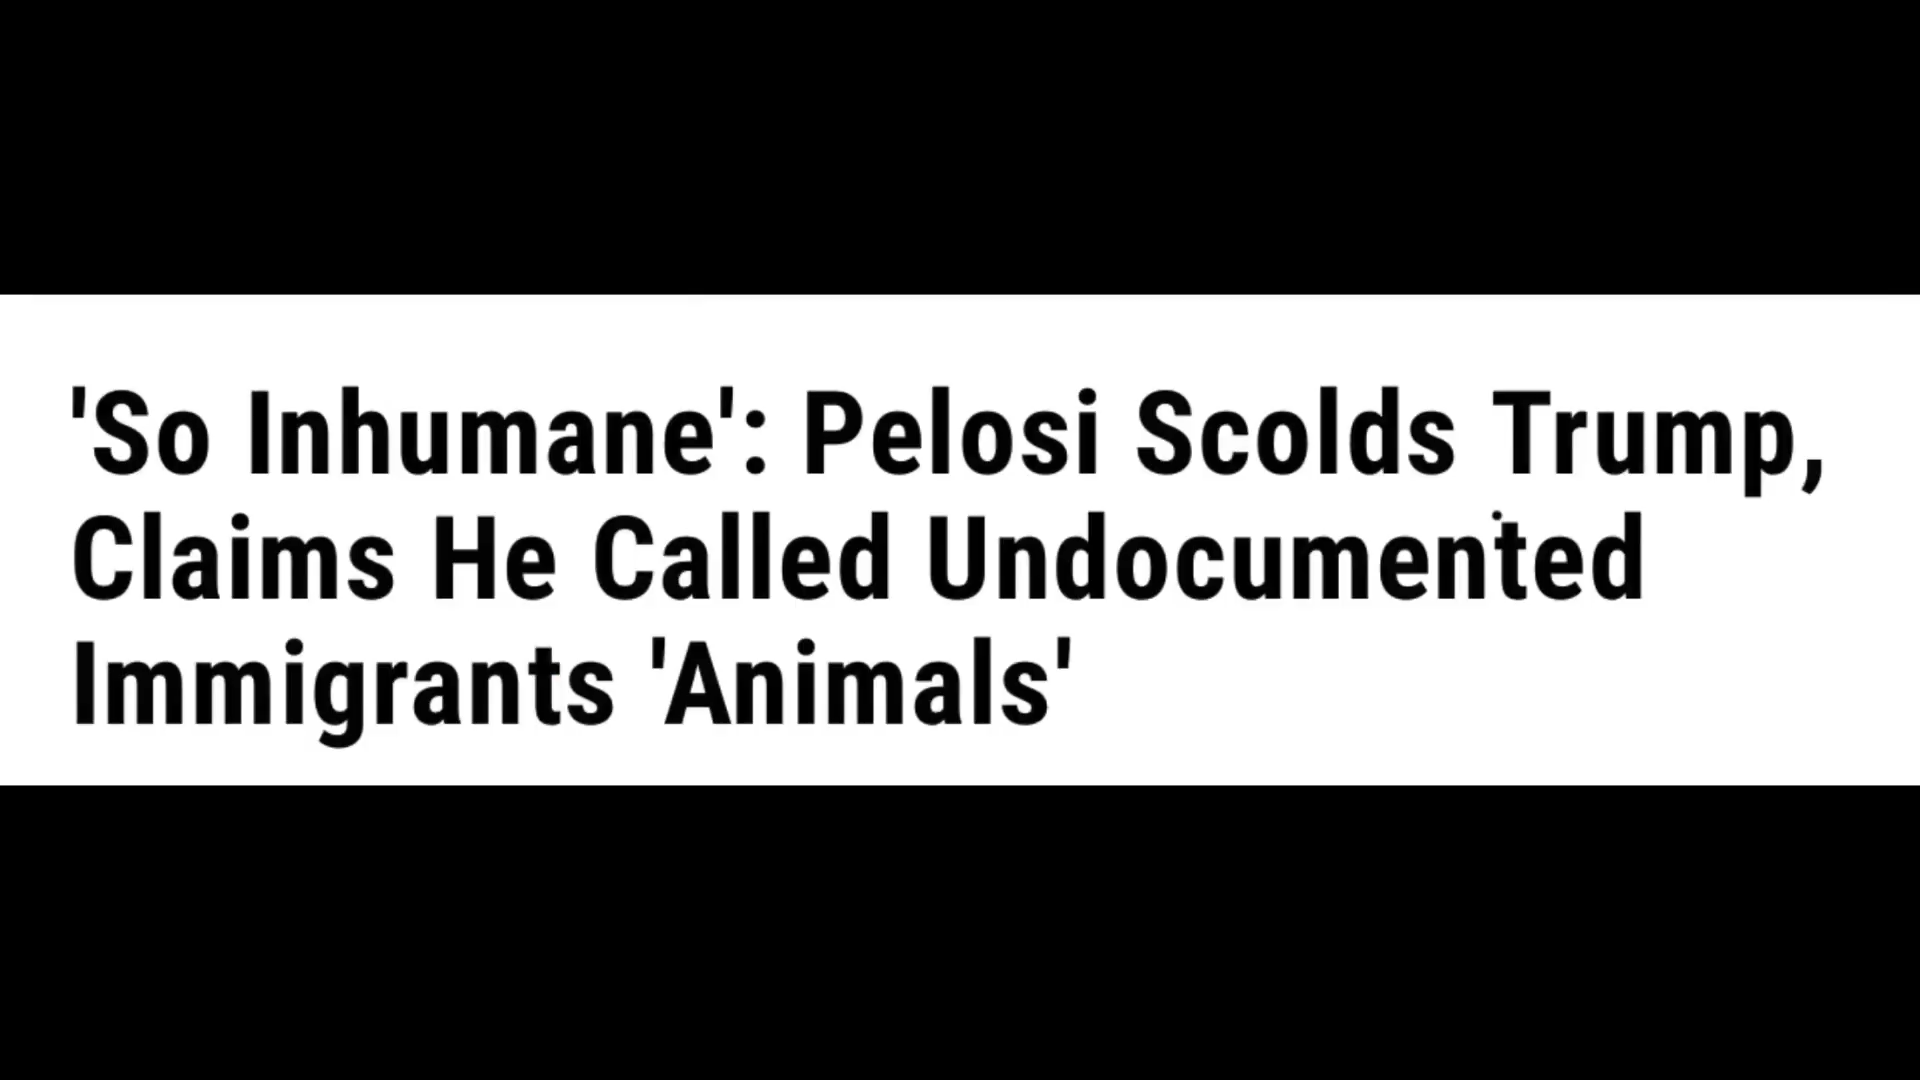 'So Inhumane': Pelosi Scolds Trump,
Claims He Called Undocumented
Immigrants 'Animals'